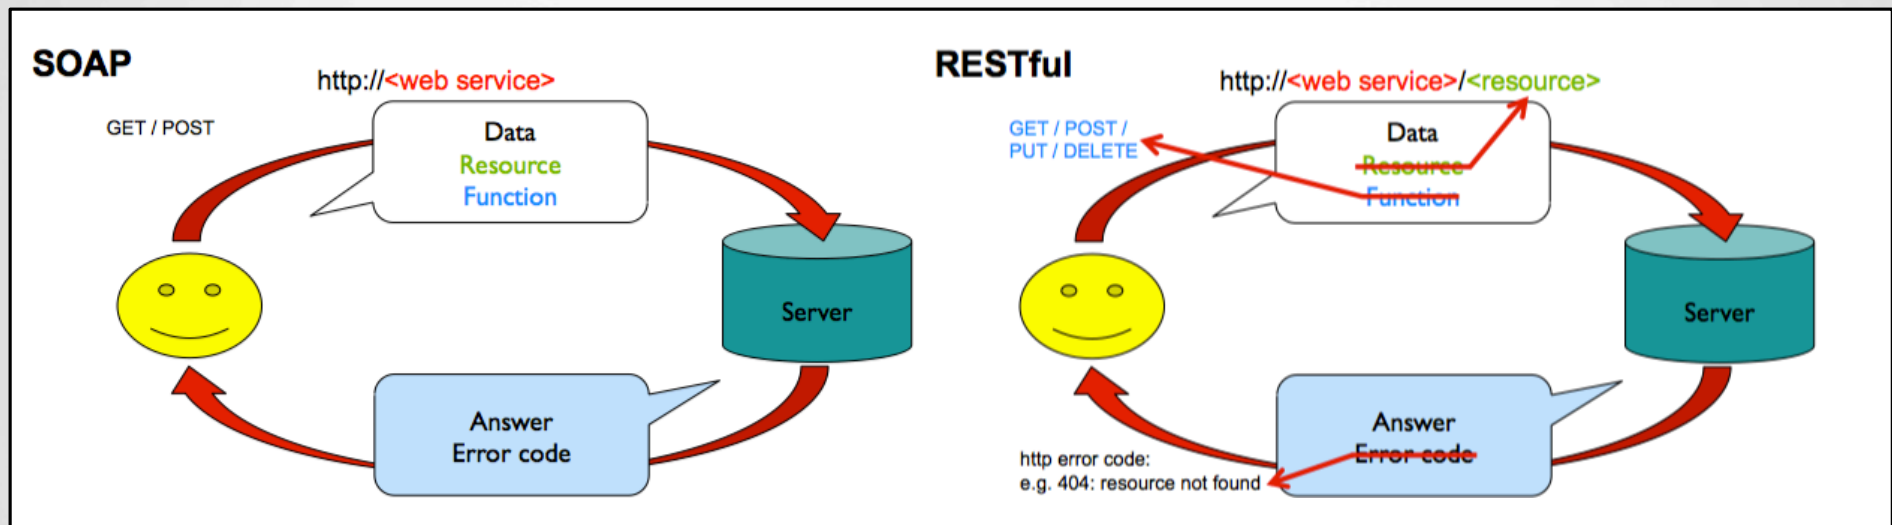 SOAP
http://<web service>
GET / POST
Data
Resource
Function
Server
Answer
Error code
RESTful
http://<web service>/<resource>
GET / POST /
PUT / DELETE
Data
Resource
Function
Server
Answer
Error code
http error code:
e.g. 404: resource not found